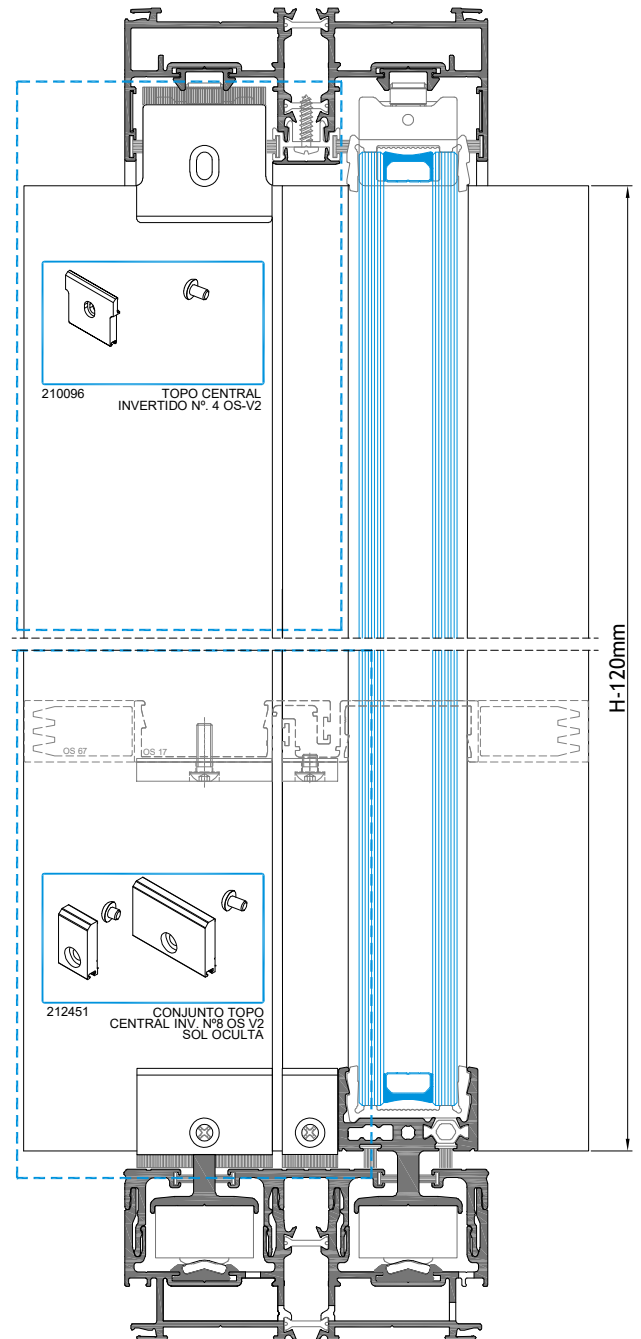 210096
TOPO CENTRAL
INVERTIDO Nº. 4 OS-V2
H-120mm
OS 67
OS 17
212451
CONJUNTO TOPO
CENTRAL INV. Nº8 OS V2
SOL OCULTA